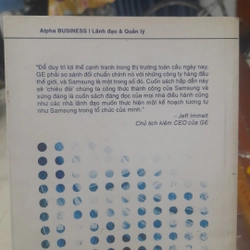 Alpha BUSINESS | Lãnh đạo & Quản lý
"Để duy trì lợi thế cạnh tranh trong thị trường toàn cầu ngày nay,
GE phải so sánh đối chuẩn chính nó với những công ty hàng đầu
thế giới, và Samsung là một trong số đó. Cuốn sách hấp dẫn này
sẽ 'chiêu đãi' chúng ta công thức thành công của Samsung và
xứng đáng là cuốn sách đáng đọc của mọi nhà điều hành cũng
như các nhà lãnh đạo muốn thực hiện một kế hoạch tương tự
như Samsung trong tổ chức của mình."
- Jeff Immelt
Chủ tịch kiêm CEO của GE